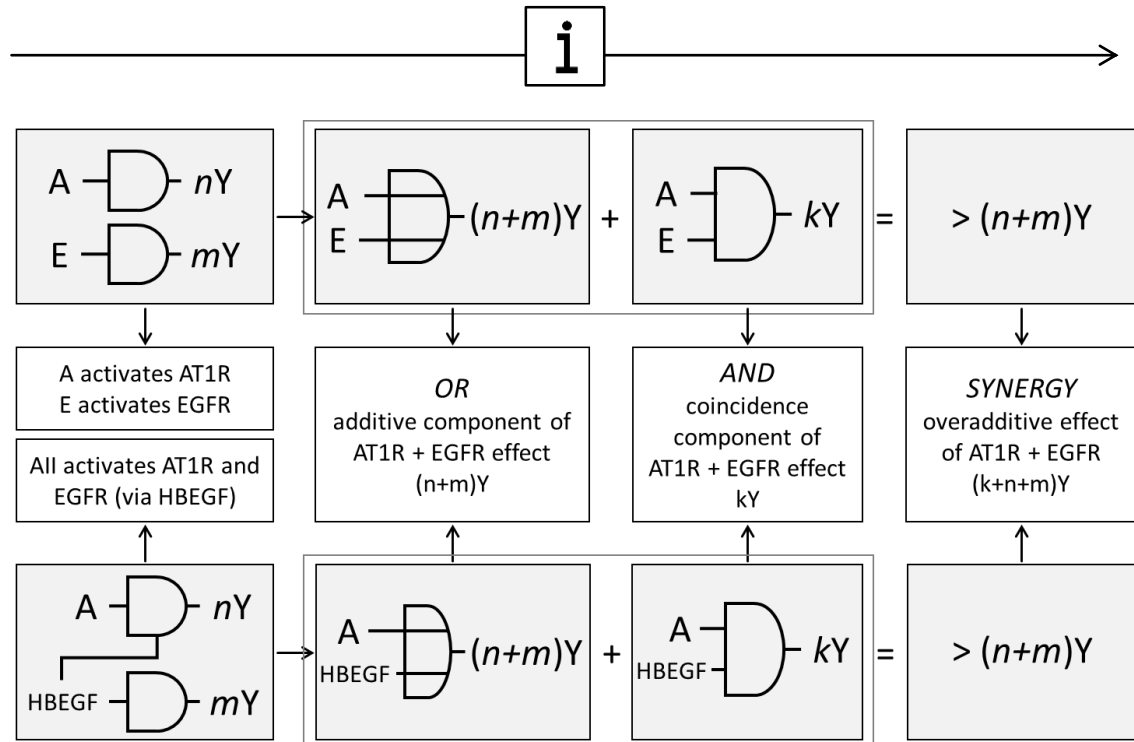 i
A
nY
E
mY
A
E
(n+m)Y
+
A
E
kY
=
> (n+m)Y
A activates AT1R
E activates EGFR
AII activates AT1R and
EGFR (via HBEGF)
OR
additive component of
AT1R + EGFR effect
(n+m)Y
AND
coincidence
component of
AT1R + EGFR effect
kY
SYNERGY
overadditive effect
of AT1R + EGFR
(k+n+m)Y
A
nY
HBEGF
mY
A
HBEGF
(n+m)Y
+
A
HBEGF
kY
=
> (n+m)Y